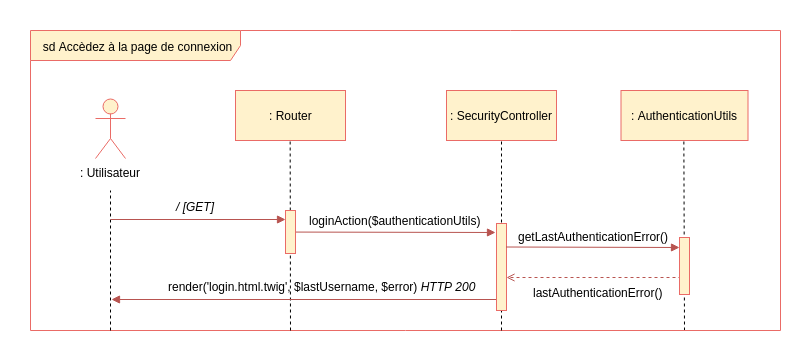 sd Accèdez à la page de connexion
: Utilisateur
: Router
: SecurityController
: AuthenticationUtils
/ [GET]
loginAction($authenticationUtils)
getLastAuthenticationError()
lastAuthenticationError()
render('login.html.twig', $lastUsername, $error) HTTP 200